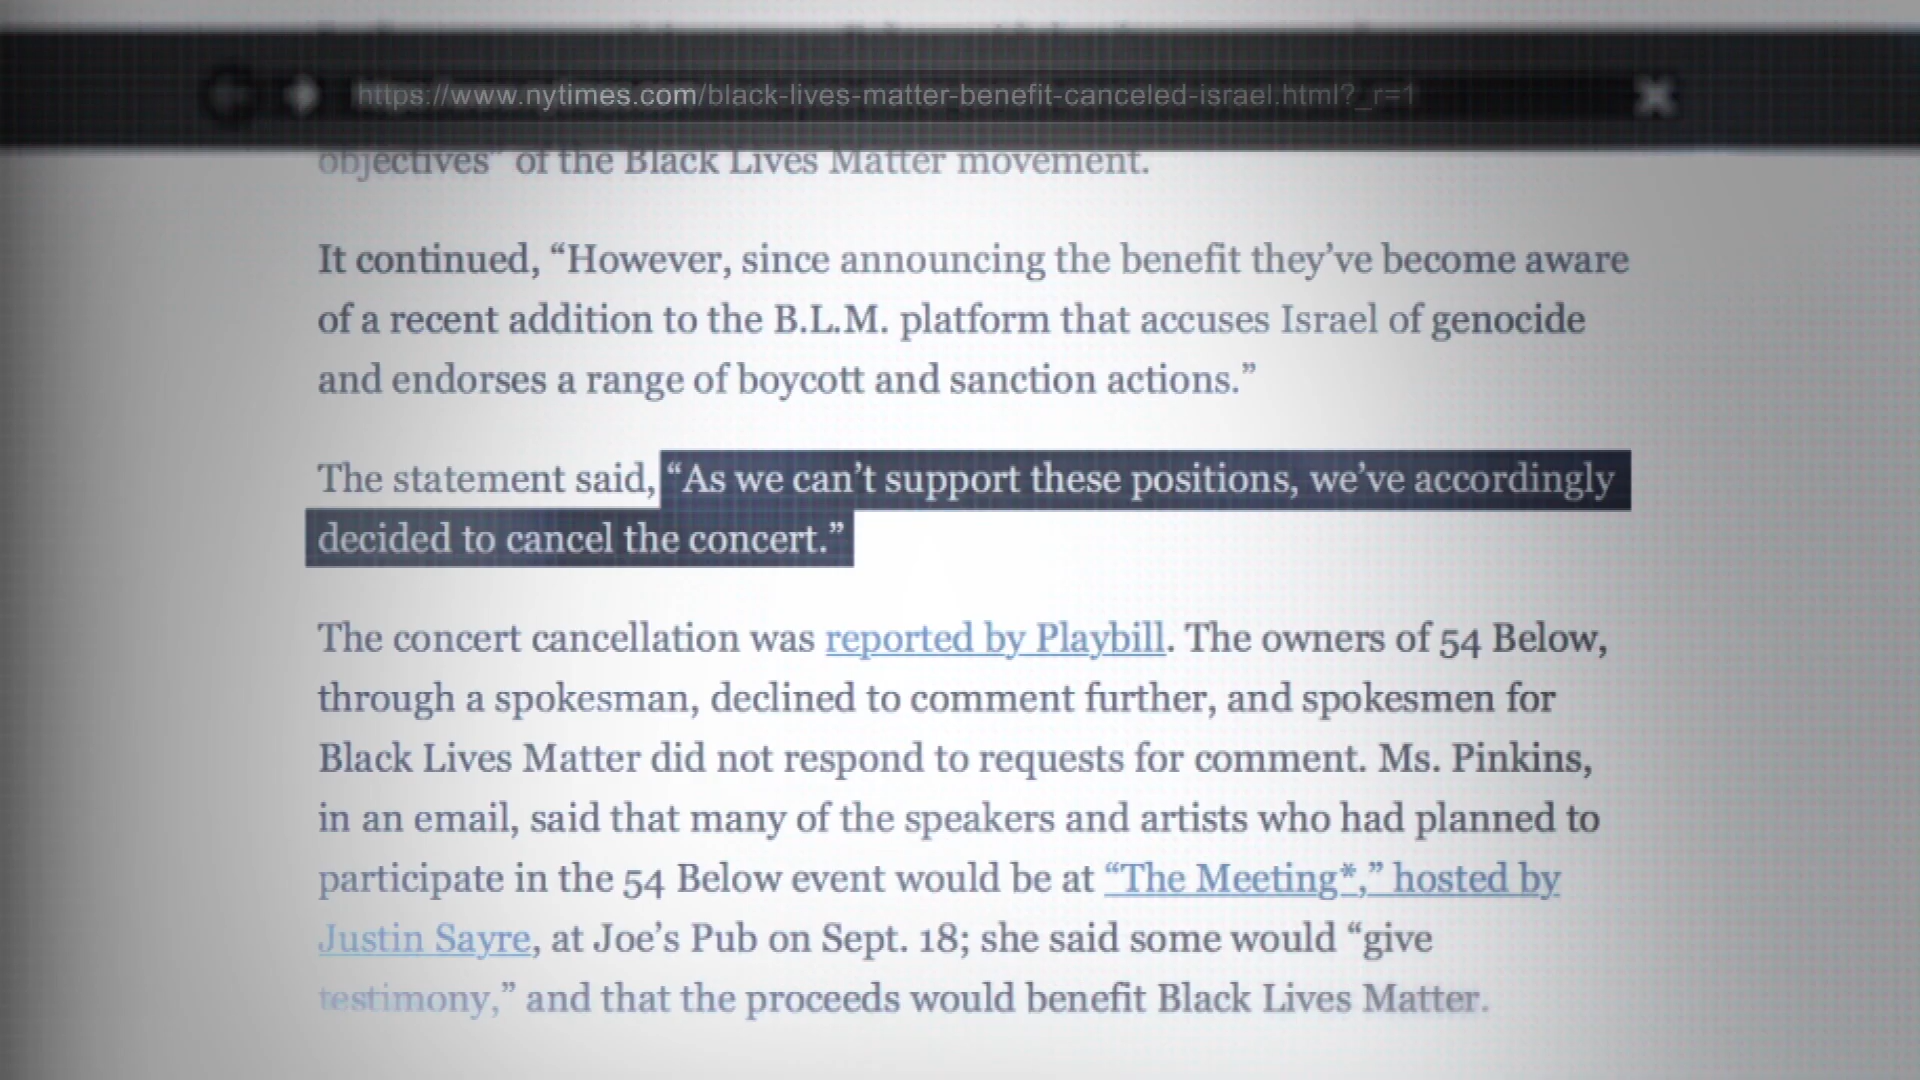 https://www.nytimes.com/black-lives-matter-benefit-canceled-israel.html?_r=1
objectives” of the Black Lives Matter movement.
It continued, “However, since announcing the benefit they’ve become aware
of a recent addition to the B.L.M. platform that accuses Israel of genocide
and endorses a range of boycott and sanction actions.”
The statement said, “As we can’t support these positions, we’ve accordingly
decided to cancel the concert.”
The concert cancellation was reported by Playbill. The owners of 54 Below,
through a spokesman, declined to comment further, and spokesmen for
Black Lives Matter did not respond to requests for comment. Ms. Pinkins,
in an email, said that many of the speakers and artists who had planned to
participate in the 54 Below event would be at “The Meeting*,” hosted by
Justin Sayre, at Joe’s Pub on Sept. 18; she said some would “give
testimony,” and that the proceeds would benefit Black Lives Matter.